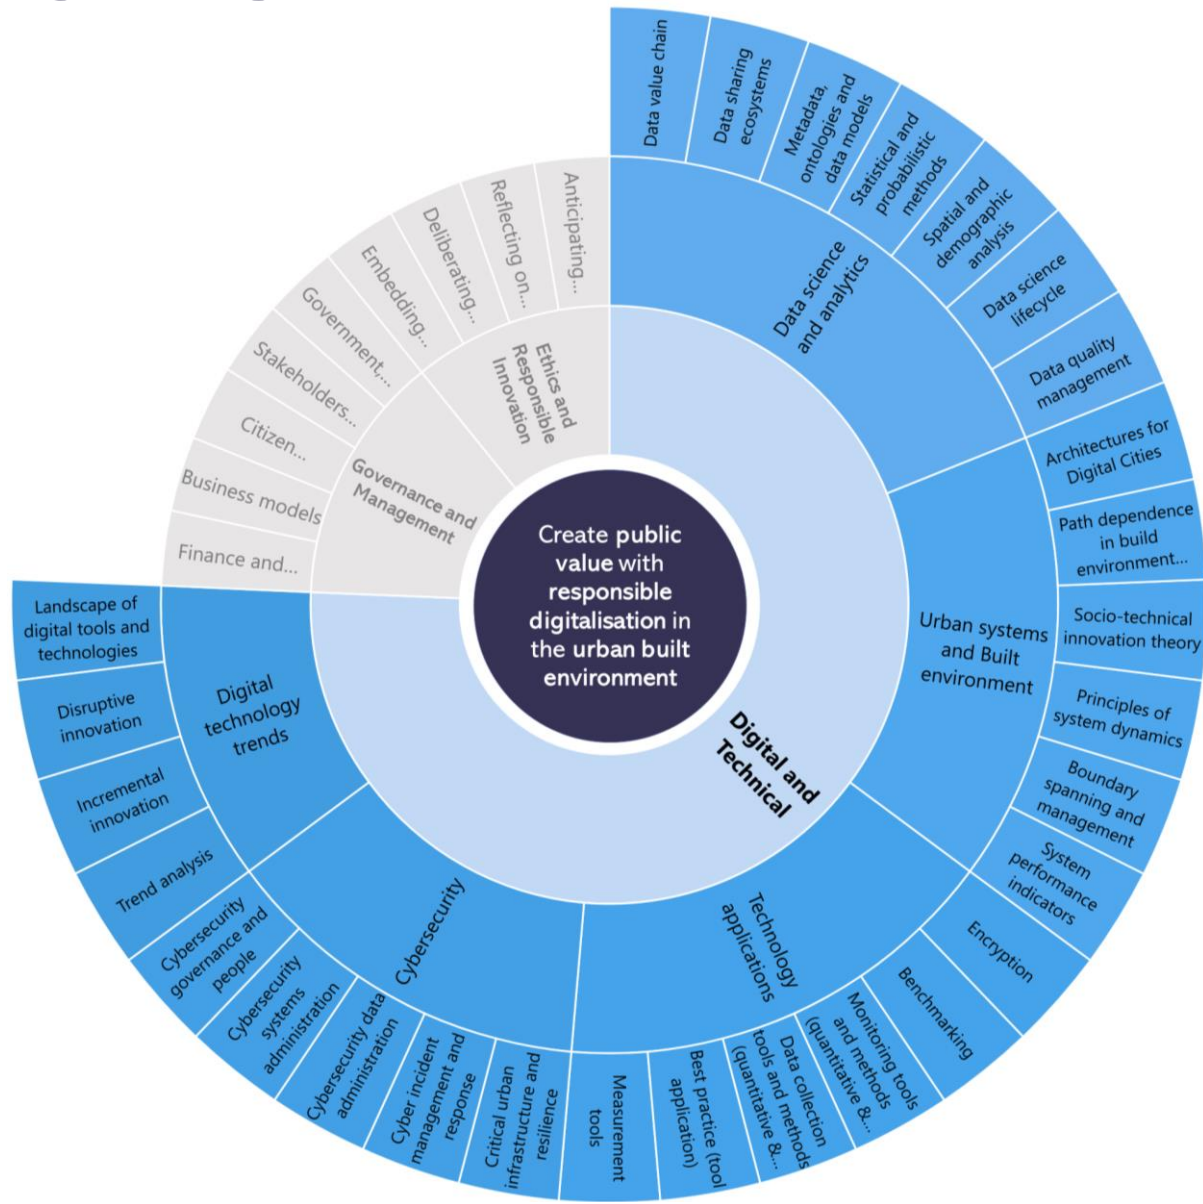 Create public
value with
responsible
digitalisation in
the urban built
environment
Digital and
Technical
Data science
and analytics
Data value chain
Data sharing
ecosystems
Metadata,
ontologies and
data models
Statistical and
probabilistic
methods
Spatial and
demographic
analysis
Data science
lifecycle
Data quality
management
Urban systems
and Built
environment
Architectures for
Digital Cities
Path dependence
in build
environment...
Socio-technical
innovation theory
Principles of
system dynamics
Boundary
spanning and
management
System
performance
indicators
Technology
applications
Encryption
Benchmarking
Monitoring tools
and methods
(quantitative &...
Data collection
tools and methods
(quantitative &...
Best practice (tool
application)
Measurement
tools
Cybersecurity
Critical urban
infrastructure and
resilience
Cyber incident
management and
response
Cybersecurity data
administration
Cybersecurity
systems
administration
Cybersecurity
governance and
people
Digital
technology
trends
Trend analysis
Incremental
innovation
Disruptive
innovation
Landscape of
digital tools and
technologies
Governance and
Management
Finance and...
Business models
Citizen...
Stakeholders...
Government,...
Ethics and
Responsible
Innovation
Embedding...
Deliberating...
Reflecting on...
Anticipating...